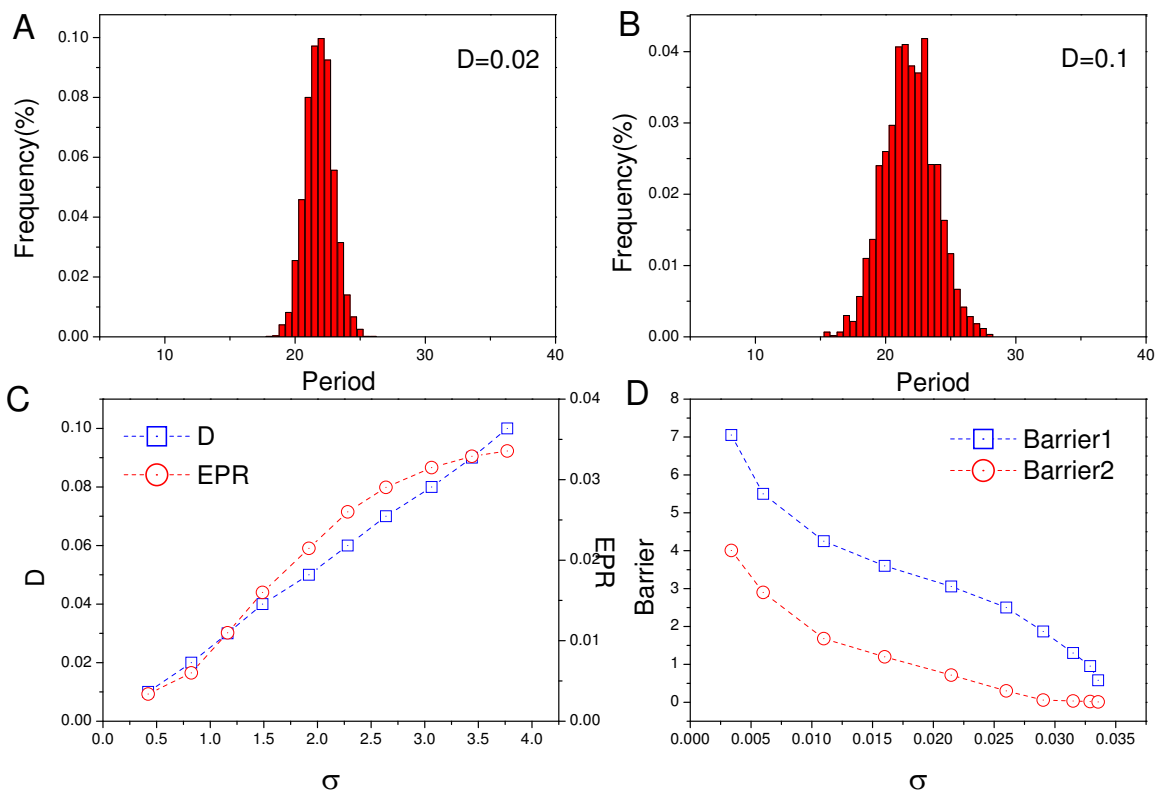 A
D=0.02
Frequency(%)
0.10
0.08
0.06
0.04
0.02
0.00
10
20
30
40
Period
B
D=0.1
Frequency(%)
0.04
0.03
0.02
0.01
0.00
10
20
30
40
Period
C
D
EPR
D
0.10
0.08
0.06
0.04
0.02
0.00
0.04
0.03
0.02
0.01
0.00
EPR
0.0
0.5
1.0
1.5
2.0
2.5
3.0
3.5
4.0
σ
D
Barrier1
Barrier2
Barrier
8
7
6
5
4
3
2
1
0
0.000
0.005
0.010
0.015
0.020
0.025
0.030
0.035
σ